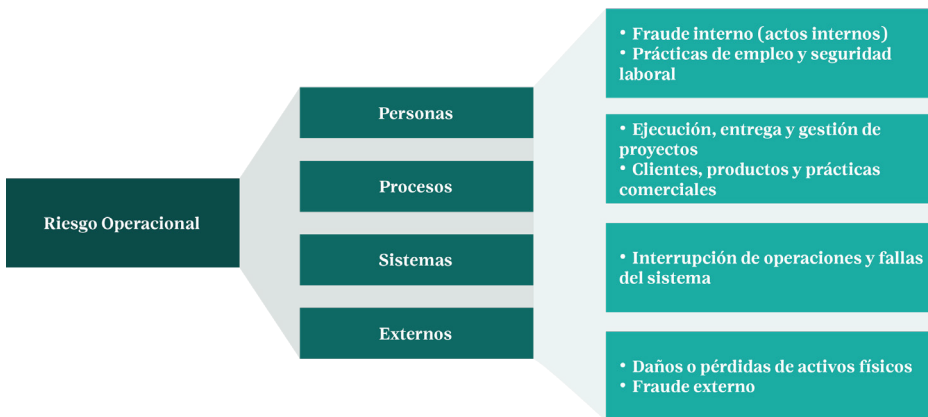 Riesgo Operacional
Personas
Procesos
Sistemas
Externos
• Fraude interno (actos internos)
• Prácticas de empleo y seguridad
laboral
• Ejecución, entrega y gestión de
proyectos
• Clientes, productos y prácticas
comerciales
• Interrupción de operaciones y fallas
del sistema
• Daños o pérdidas de activos físicos
• Fraude externo